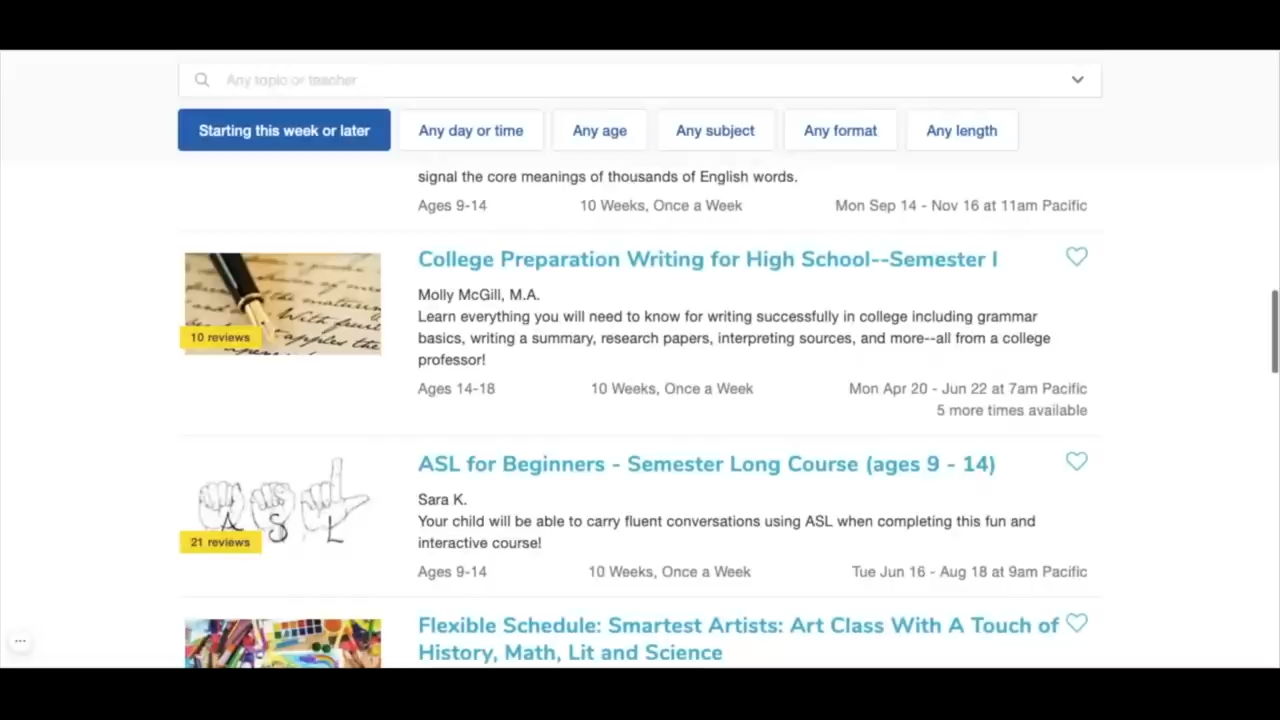 Any topic or teacher
Starting this week or later
Any day or time
Any age
Any subject
Any format
Any length
signal the core meanings of thousands of English words.
Ages 9-14
10 Weeks, Once a Week
Mon Sep 14 - Nov 16 at 11am Pacific
College Preparation Writing for High School--Semester I
Molly McGill, M.A.
Learn everything you will need to know for writing successfully in college including grammar
basics, writing a summary, research papers, interpreting sources, and more--all from a college
professor!
10 reviews
Ages 14-18
10 Weeks, Once a Week
Mon Apr 20 - Jun 22 at 7am Pacific
5 more times available
ASL for Beginners - Semester Long Course (ages 9 - 14)
Sara K.
Your child will be able to carry fluent conversations using ASL when completing this fun and
interactive course!
A S L
21 reviews
Ages 9-14
10 Weeks, Once a Week
Tue Jun 16 - Aug 18 at 9am Pacific
Flexible Schedule: Smartest Artists: Art Class With A Touch of
History, Math, Lit and Science